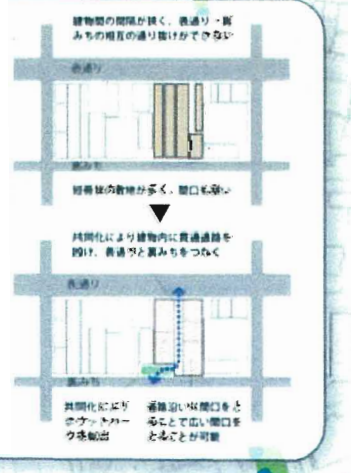 建物間の間隔が狭く、表通り・裏
みちの相互の通り抜けができない
表通り
裏みち
短冊状の敷地が多く、間口も狭い
共同化により建物内に貫通通路を
設け、表通りと裏みちをつなぐ
表通り
裏みち
共同化により
ポケットパー
クを創出
通路沿いに間口をと
ることで広い間口を
とることが可能